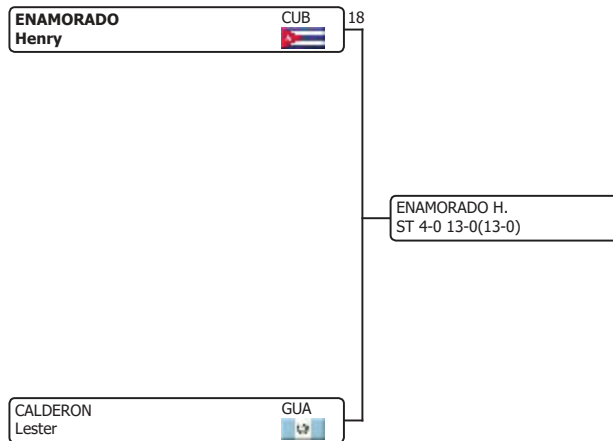 ENAMORADO CUB 18
Henry
ENAMORADO H.
ST 4-0 13-0(13-0)
CALDERON GUA
Lester